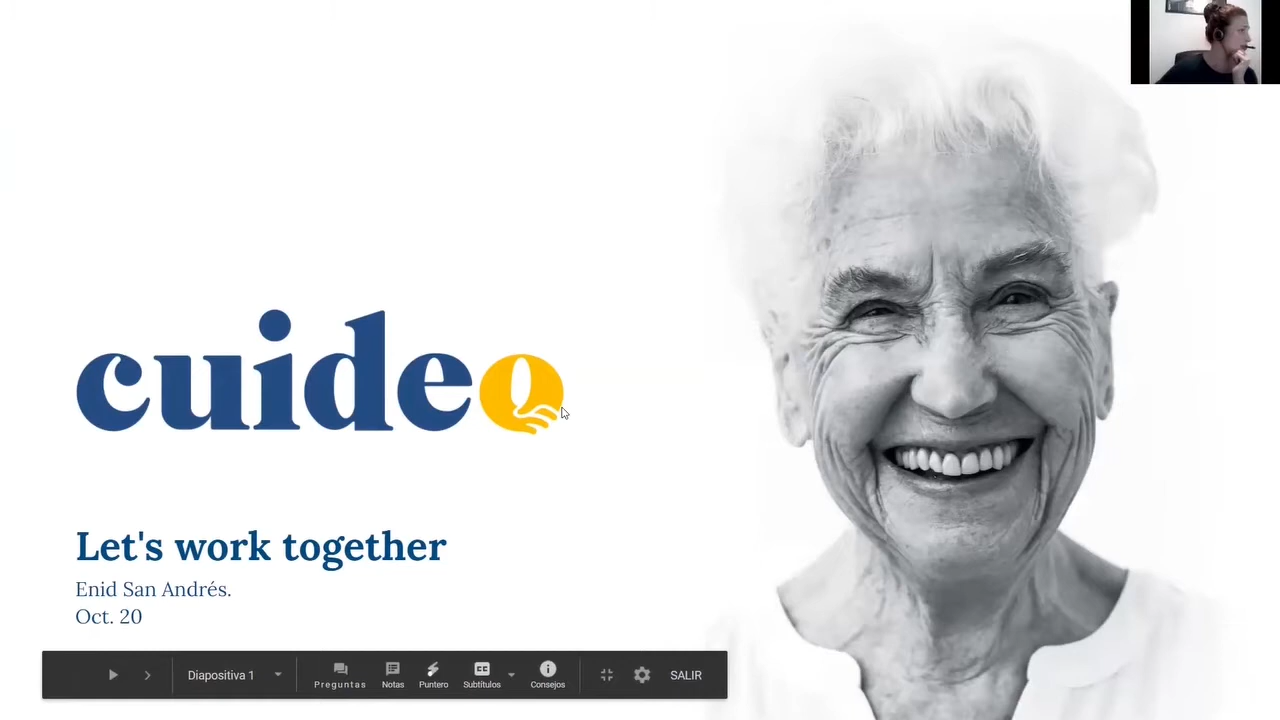 cuideo
Let's work together
Enid San Andrés.
Oct. 20
Diapositiva 1
Preguntas
Notas
Puntero
Subtítulos
Consejos
SALIR